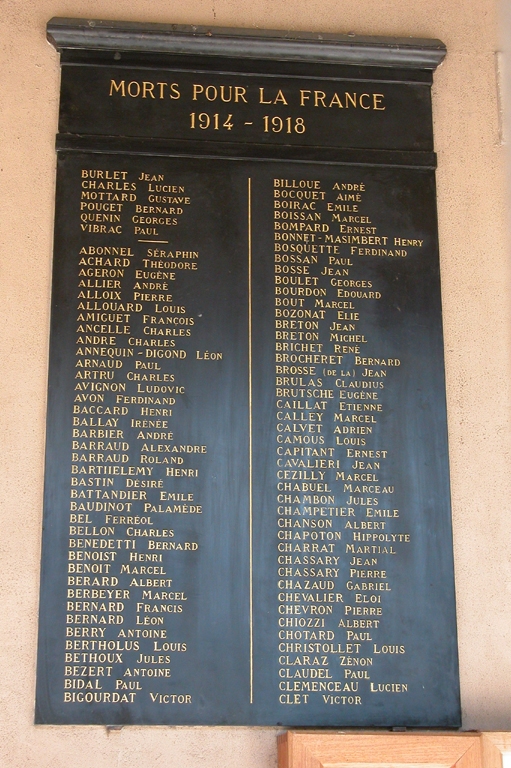 MORTS POUR LA FRANCE
1914 - 1918
BURLET JEAN
CHARLES LUCIEN
MOTTARD GUSTAVE
POUGET BERNARD
QUENIN GEORGES
VIBRAC PAUL
ABONNEL SÉRAPHIN
ACHARD THÉODORE
AGERON EUGÈNE
ALLIER ANDRÉ
ALLOIX PIERRE
ALLOUARD LOUIS
AMIGUET FRANÇOIS
ANCELLE CHARLES
ANDRE CHARLES
ANNEQUIN-DIGOND LÉON
ARNAUD PAUL
ARTRU CHARLES
AVIGNON LUDOVIC
AVON FERDINAND
BACCARD HENRI
BALLAY IRENÉE
BARBIER ANDRÉ
BARRAUD ALEXANDRE
BARRAUD ROLAND
BARTHELEMY HENRI
BASTIN DÉSIRÉ
BATTANDIER EMILE
BAUDINOT PALAMÈDE
BEL FERRÉOL
BELLON CHARLES
BENEDETTI BERNARD
BENOIST HENRI
BENOIT MARCEL
BERARD ALBERT
BERBEYER MARCEL
BERNARD FRANCIS
BERNARD LÉON
BERRY ANTOINE
BERTHOLUS LOUIS
BETHOUX JULES
BEZERT ANTOINE
BIDAL PAUL
BIGOURDAT VICTOR
BILLOUE ANDRÉ
BOCQUET AIMÉ
BOIRAC EMILE
BOISSAN MARCEL
BOMPARD ERNEST
BONNET-MASIMBERT HENRY
BOSQUETTE FERDINAND
BOSSAN PAUL
BOSSE JEAN
BOULET GEORGES
BOURDON EDOUARD
BOUT MARCEL
BOZONAT ELIE
BRETON JEAN
BRETON MICHEL
BRICHET RENÉ
BROCHERET BERNARD
BROSSE (DE LA) JEAN
BRULAS CLAUDIUS
BRUTSCHE EUGÈNE
CAILLAT ETIENNE
CALLEY MARCEL
CALVET ADRIEN
CAMOUS LOUIS
CAPITANT ERNEST
CAVALIERI JEAN
CEZILLY MARCEL
CHABUEL MARCEAU
CHAMBON JULES
CHAMPETIER EMILE
CHANSON ALBERT
CHAPOTON HIPPOLYTE
CHARRAT MARTIAL
CHASSARY JEAN
CHASSARY PIERRE
CHAZAUD GABRIEL
CHEVALIER ELOI
CHEVRON PIERRE
CHIOZZI ALBERT
CHOTARD PAUL
CHRISTOLLET LOUIS
CLARAZ ZÉNON
CLAUDEL PAUL
CLEMENCEAU LUCIEN
CLET VICTOR